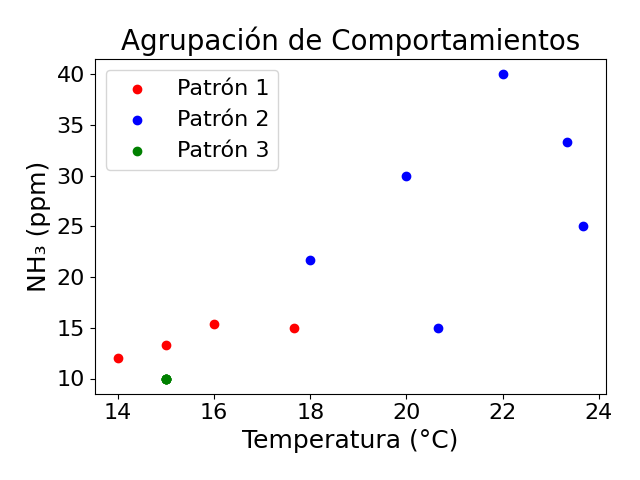 Agrupación de Comportamientos
Patrón 1
Patrón 2
Patrón 3
NH₃ (ppm)
40
35
30
25
20
15
10
14 16 18 20 22 24
Temperatura (°C)